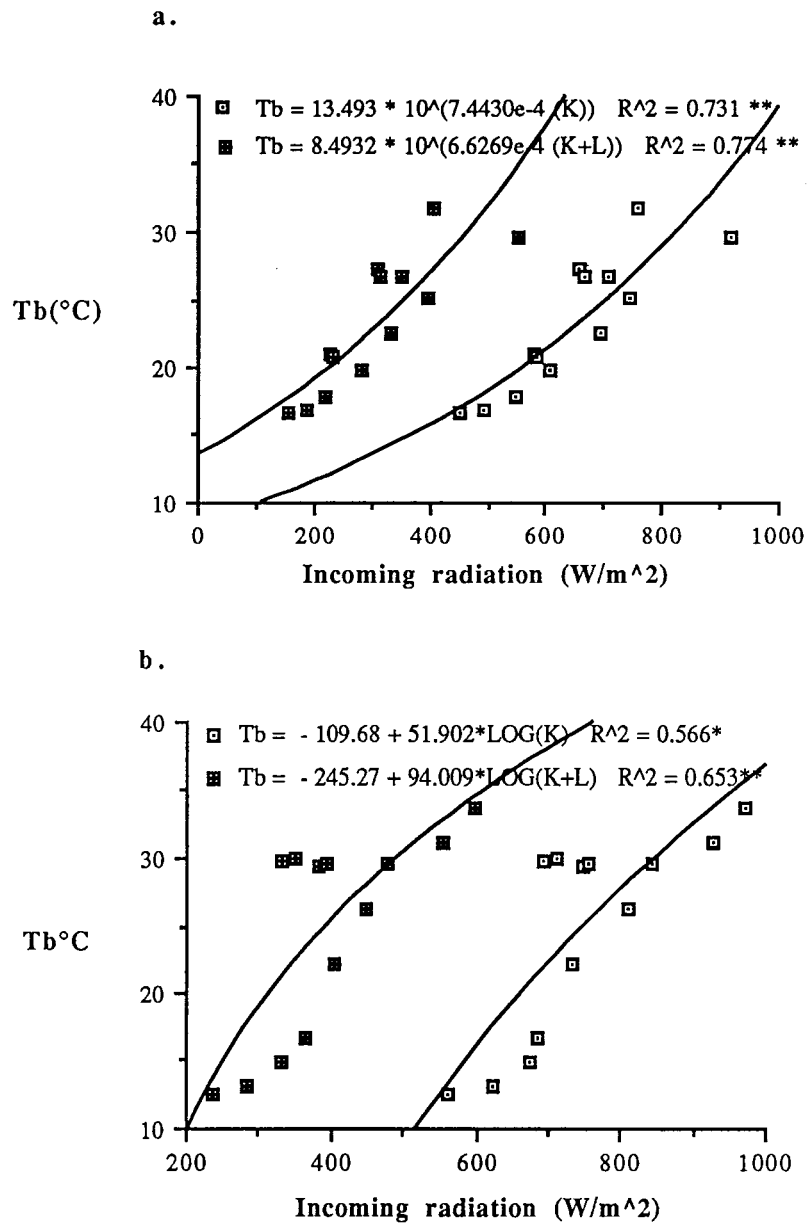 a.
40
Tb = 13.493 * 10^(7.4430e-4 (K)) R^2 = 0.731 **
Tb = 8.4932 * 10^(6.6269e-4 (K+L)) R^2 = 0.774 **
30
Tb(°C)
20
10
0 200 400 600 800 1000
Incoming radiation (W/m^2)
b.
40
Tb = - 109.68 + 51.902*LOG(K) R^2 = 0.566*
Tb = - 245.27 + 94.009*LOG(K+L) R^2 = 0.653**
30
Tb°C
20
10
200 400 600 800 1000
Incoming radiation (W/m^2)